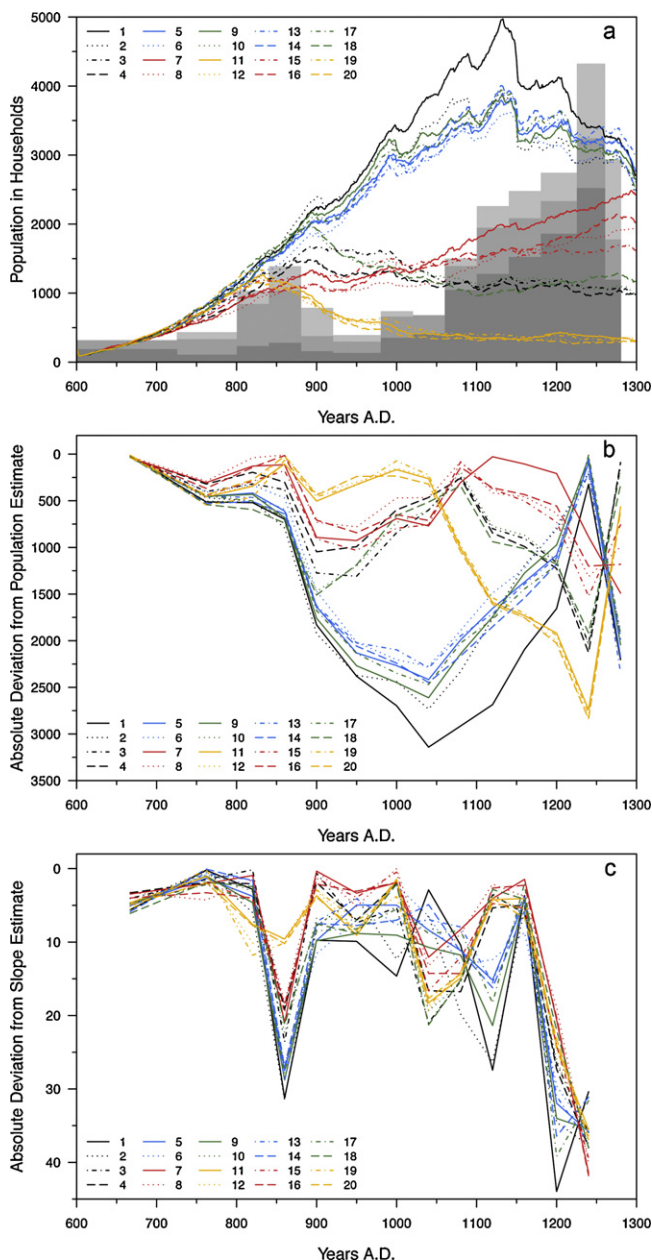 a
5000
4000
3000
2000
1000
0
Population in Households
1 5 9 13 17
2 6 10 14 18
3 7 11 15 19
4 8 12 16 20
600 700 800 900 1000 1100 1200 1300
Years A.D.
b
0
500
1000
1500
2000
2500
3000
3500
Absolute Deviation from Population Estimate
1 5 9 13 17
2 6 10 14 18
3 7 11 15 19
4 8 12 16 20
600 700 800 900 1000 1100 1200 1300
Years A.D.
c
0
10
20
30
40
Absolute Deviation from Slope Estimate
1 5 9 13 17
2 6 10 14 18
3 7 11 15 19
4 8 12 16 20
600 700 800 900 1000 1100 1200 1300
Years A.D.